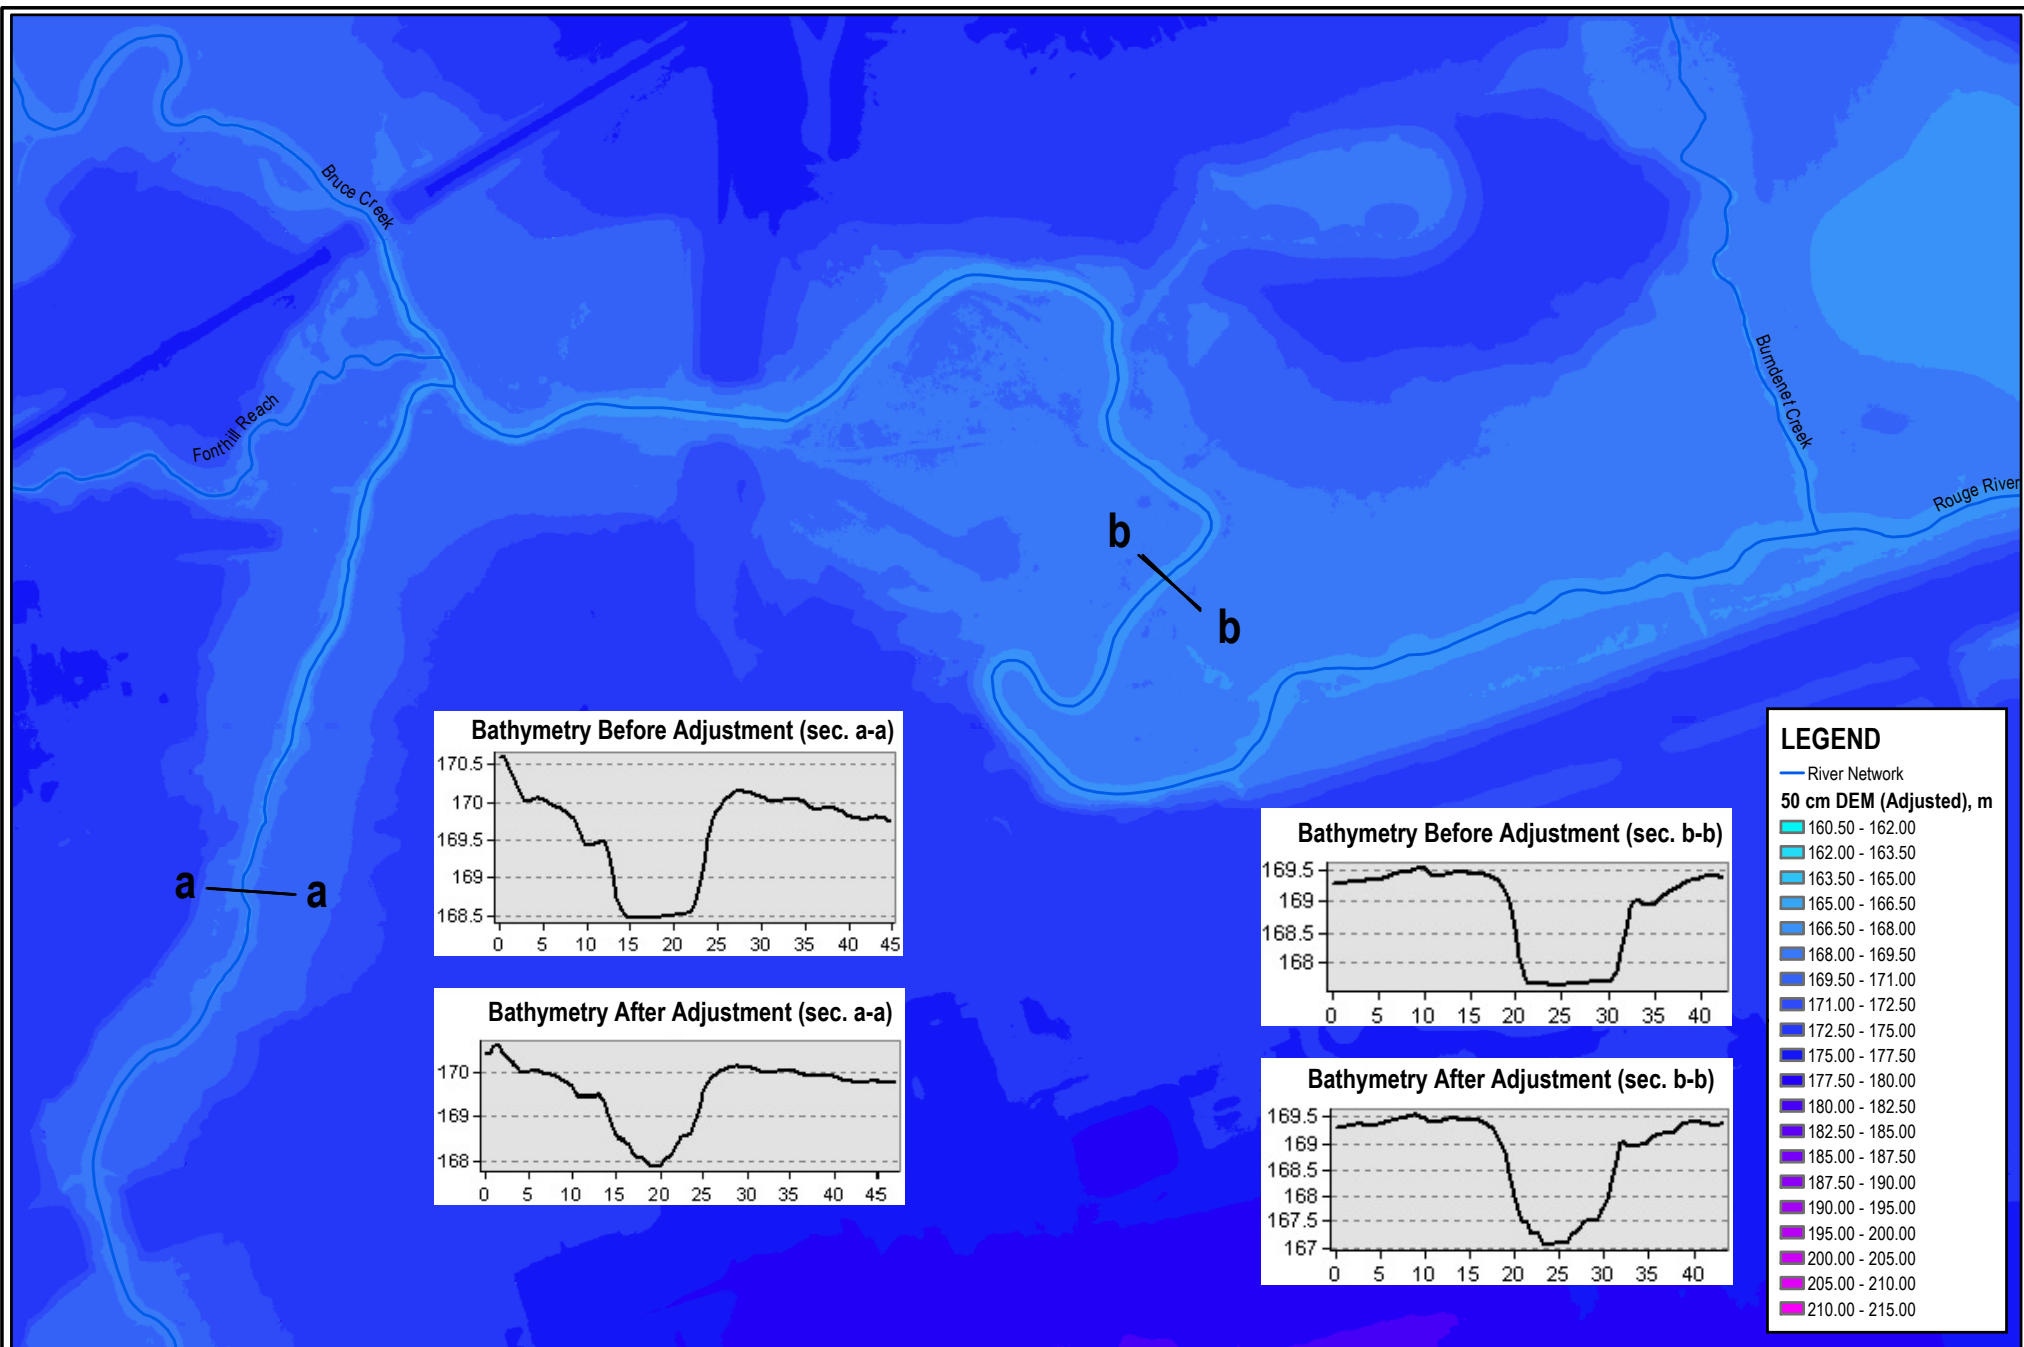 Bruce Creek
Fonthill Reach
Burndenet Creek
Rouge River
b
b
a
a
Bathymetry Before Adjustment (sec. a-a)
170.5
170
169.5
169
168.5
0 5 10 15 20 25 30 35 40 45
Bathymetry After Adjustment (sec. a-a)
170
169
168
0 5 10 15 20 25 30 35 40 45
Bathymetry Before Adjustment (sec. b-b)
169.5
169
168.5
168
0 5 10 15 20 25 30 35 40
Bathymetry After Adjustment (sec. b-b)
169.5
169
168.5
168
167.5
167
0 5 10 15 20 25 30 35 40
LEGEND
River Network
50 cm DEM (Adjusted), m
160.50 - 162.00
162.00 - 163.50
163.50 - 165.00
165.00 - 166.50
166.50 - 168.00
168.00 - 169.50
169.50 - 171.00
171.00 - 172.50
172.50 - 175.00
175.00 - 177.50
177.50 - 180.00
180.00 - 182.50
182.50 - 185.00
185.00 - 187.50
187.50 - 190.00
190.00 - 195.00
195.00 - 200.00
200.00 - 205.00
205.00 - 210.00
210.00 - 215.00